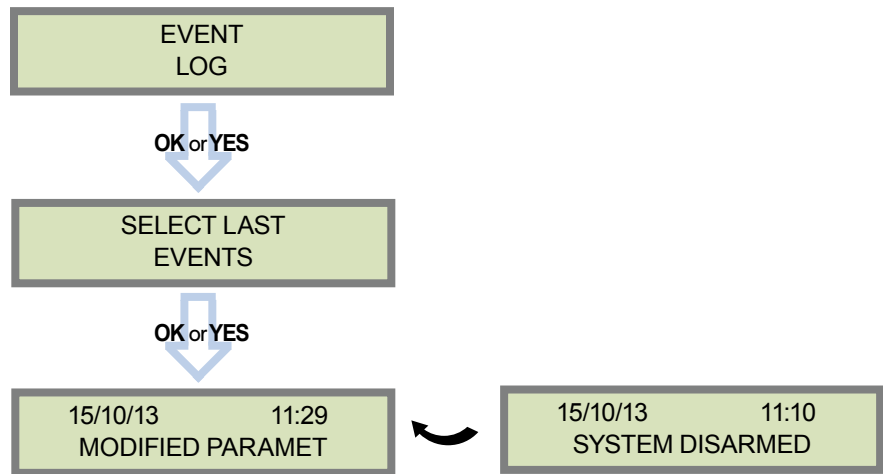 EVENT
LOG
OK or YES
SELECT LAST
EVENTS
OK or YES
15/10/13 11:29
MODIFIED PARAMET
15/10/13 11:10
SYSTEM DISARMED